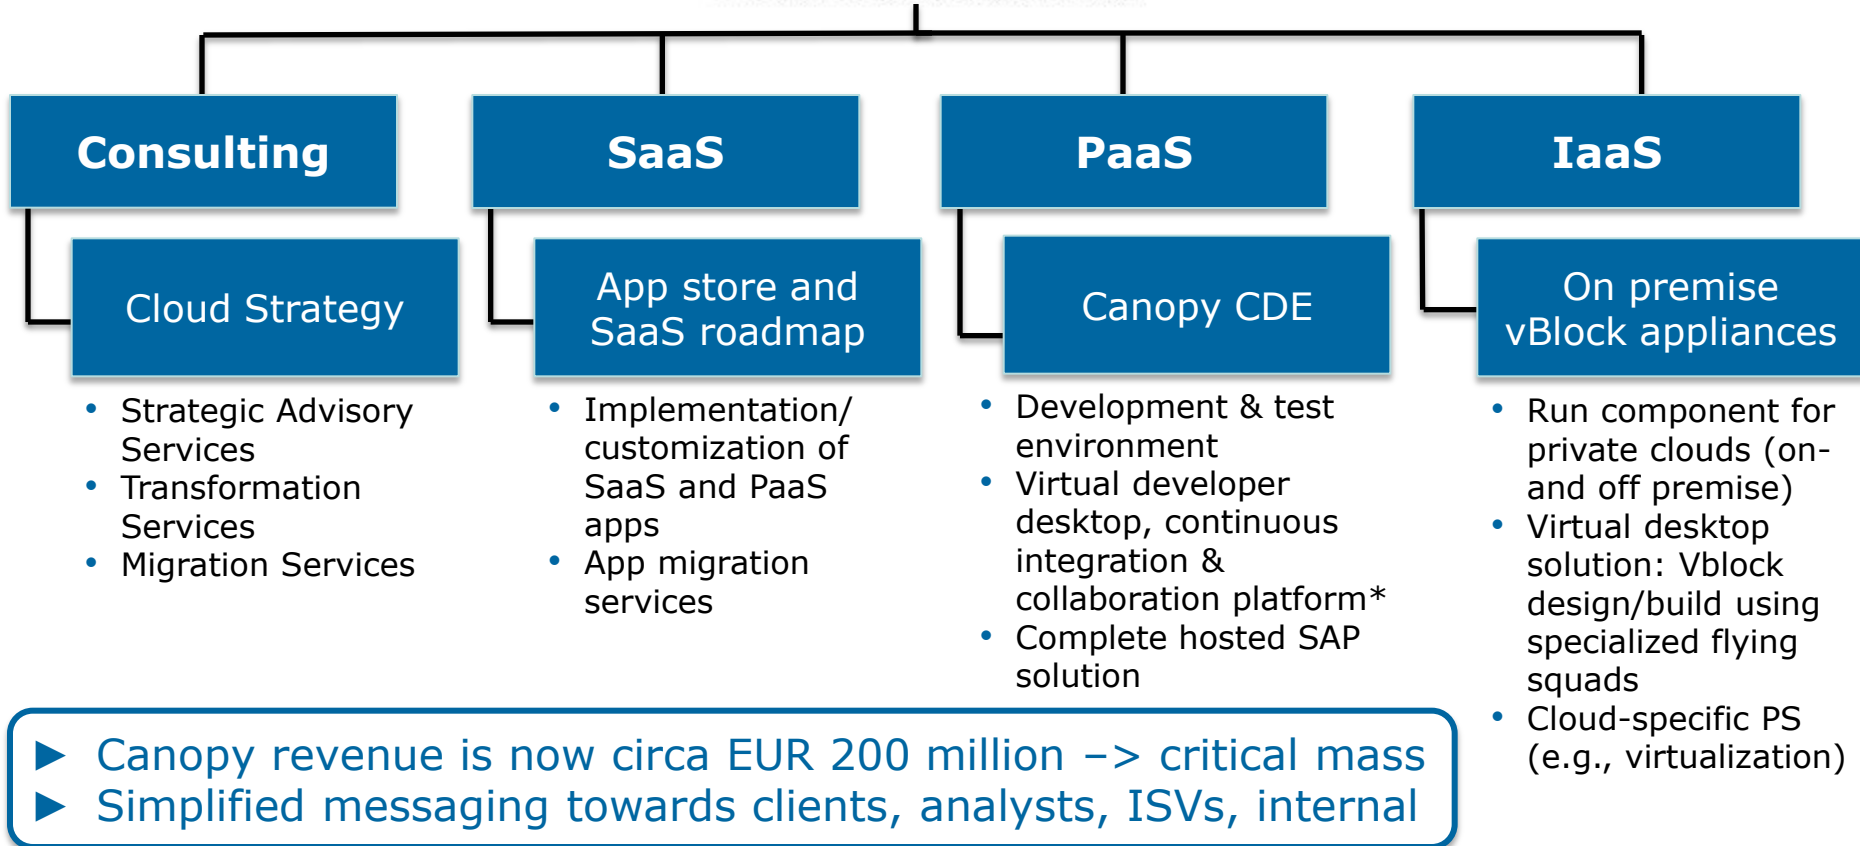 Consulting
SaaS
PaaS
IaaS
Cloud Strategy
App store and
SaaS roadmap
Canopy CDE
On premise
vBlock appliances
• Strategic Advisory
Services
• Transformation
Services
• Migration Services
• Implementation/
customization of
SaaS and PaaS
apps
• App migration
services
• Development & test
environment
• Virtual developer
desktop, continuous
integration &
collaboration platform*
• Complete hosted SAP
solution
• Run component for
private clouds (on-
and off premise)
• Virtual desktop
solution: Vblock
design/build using
specialized flying
squads
• Cloud-specific PS
(e.g., virtualization)
► Canopy revenue is now circa EUR 200 million –> critical mass
► Simplified messaging towards clients, analysts, ISVs, internal